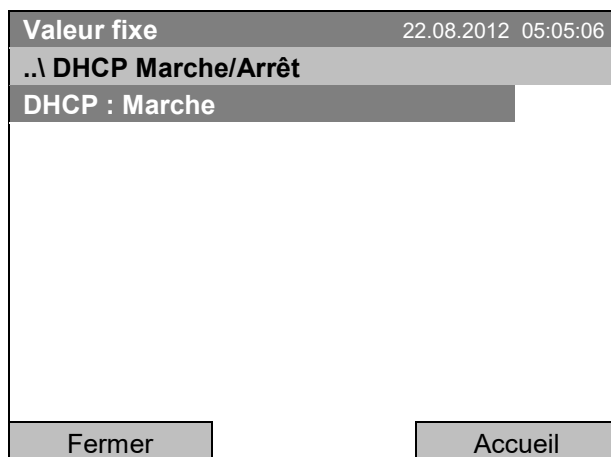 Valeur fixe 22.08.2012 05:05:06
..\ DHCP Marche/Arrêt
DHCP : Marche
Fermer Accueil